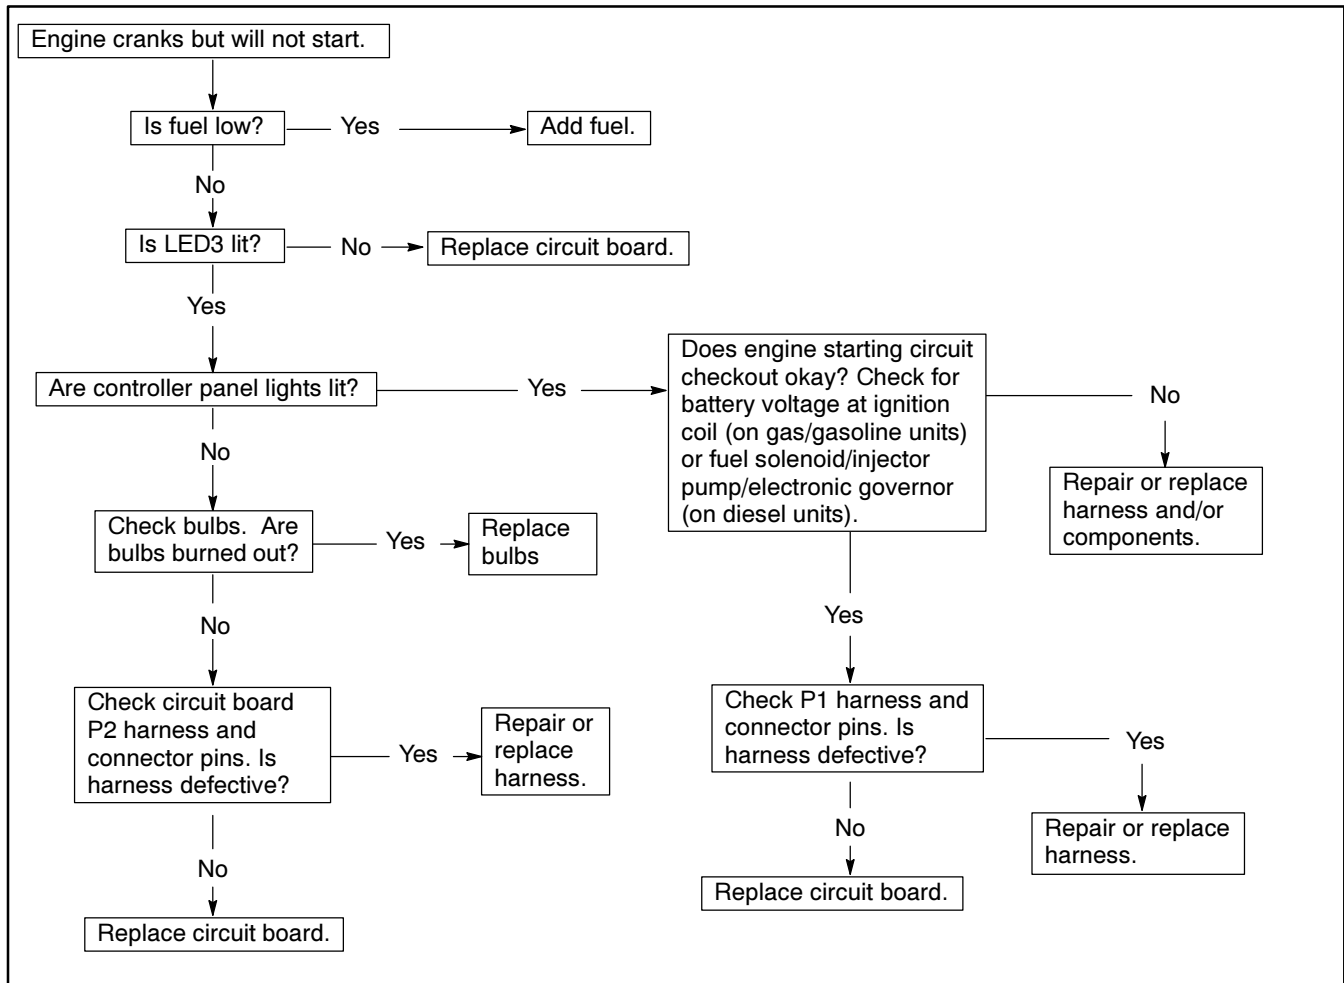 Engine cranks but will not start.
Is fuel low?
Yes
Add fuel.
No
Is LED3 lit?
No
Replace circuit board.
Yes
Are controller panel lights lit?
Yes
Does engine starting circuit
checkout okay? Check for
battery voltage at ignition
coil (on gas/gasoline units)
or fuel solenoid/injector
pump/electronic governor
(on diesel units).
No
Repair or replace
harness and/or
components.
No
Check bulbs.  Are
bulbs burned out?
Yes
Replace
bulbs
No
Yes
Check circuit board
P2 harness and
connector pins. Is
harness defective?
Yes
Repair or
replace
harness.
Check P1 harness and
connector pins. Is
harness defective?
Yes
Repair or replace
harness.
No
Replace circuit board.
No
Replace circuit board.